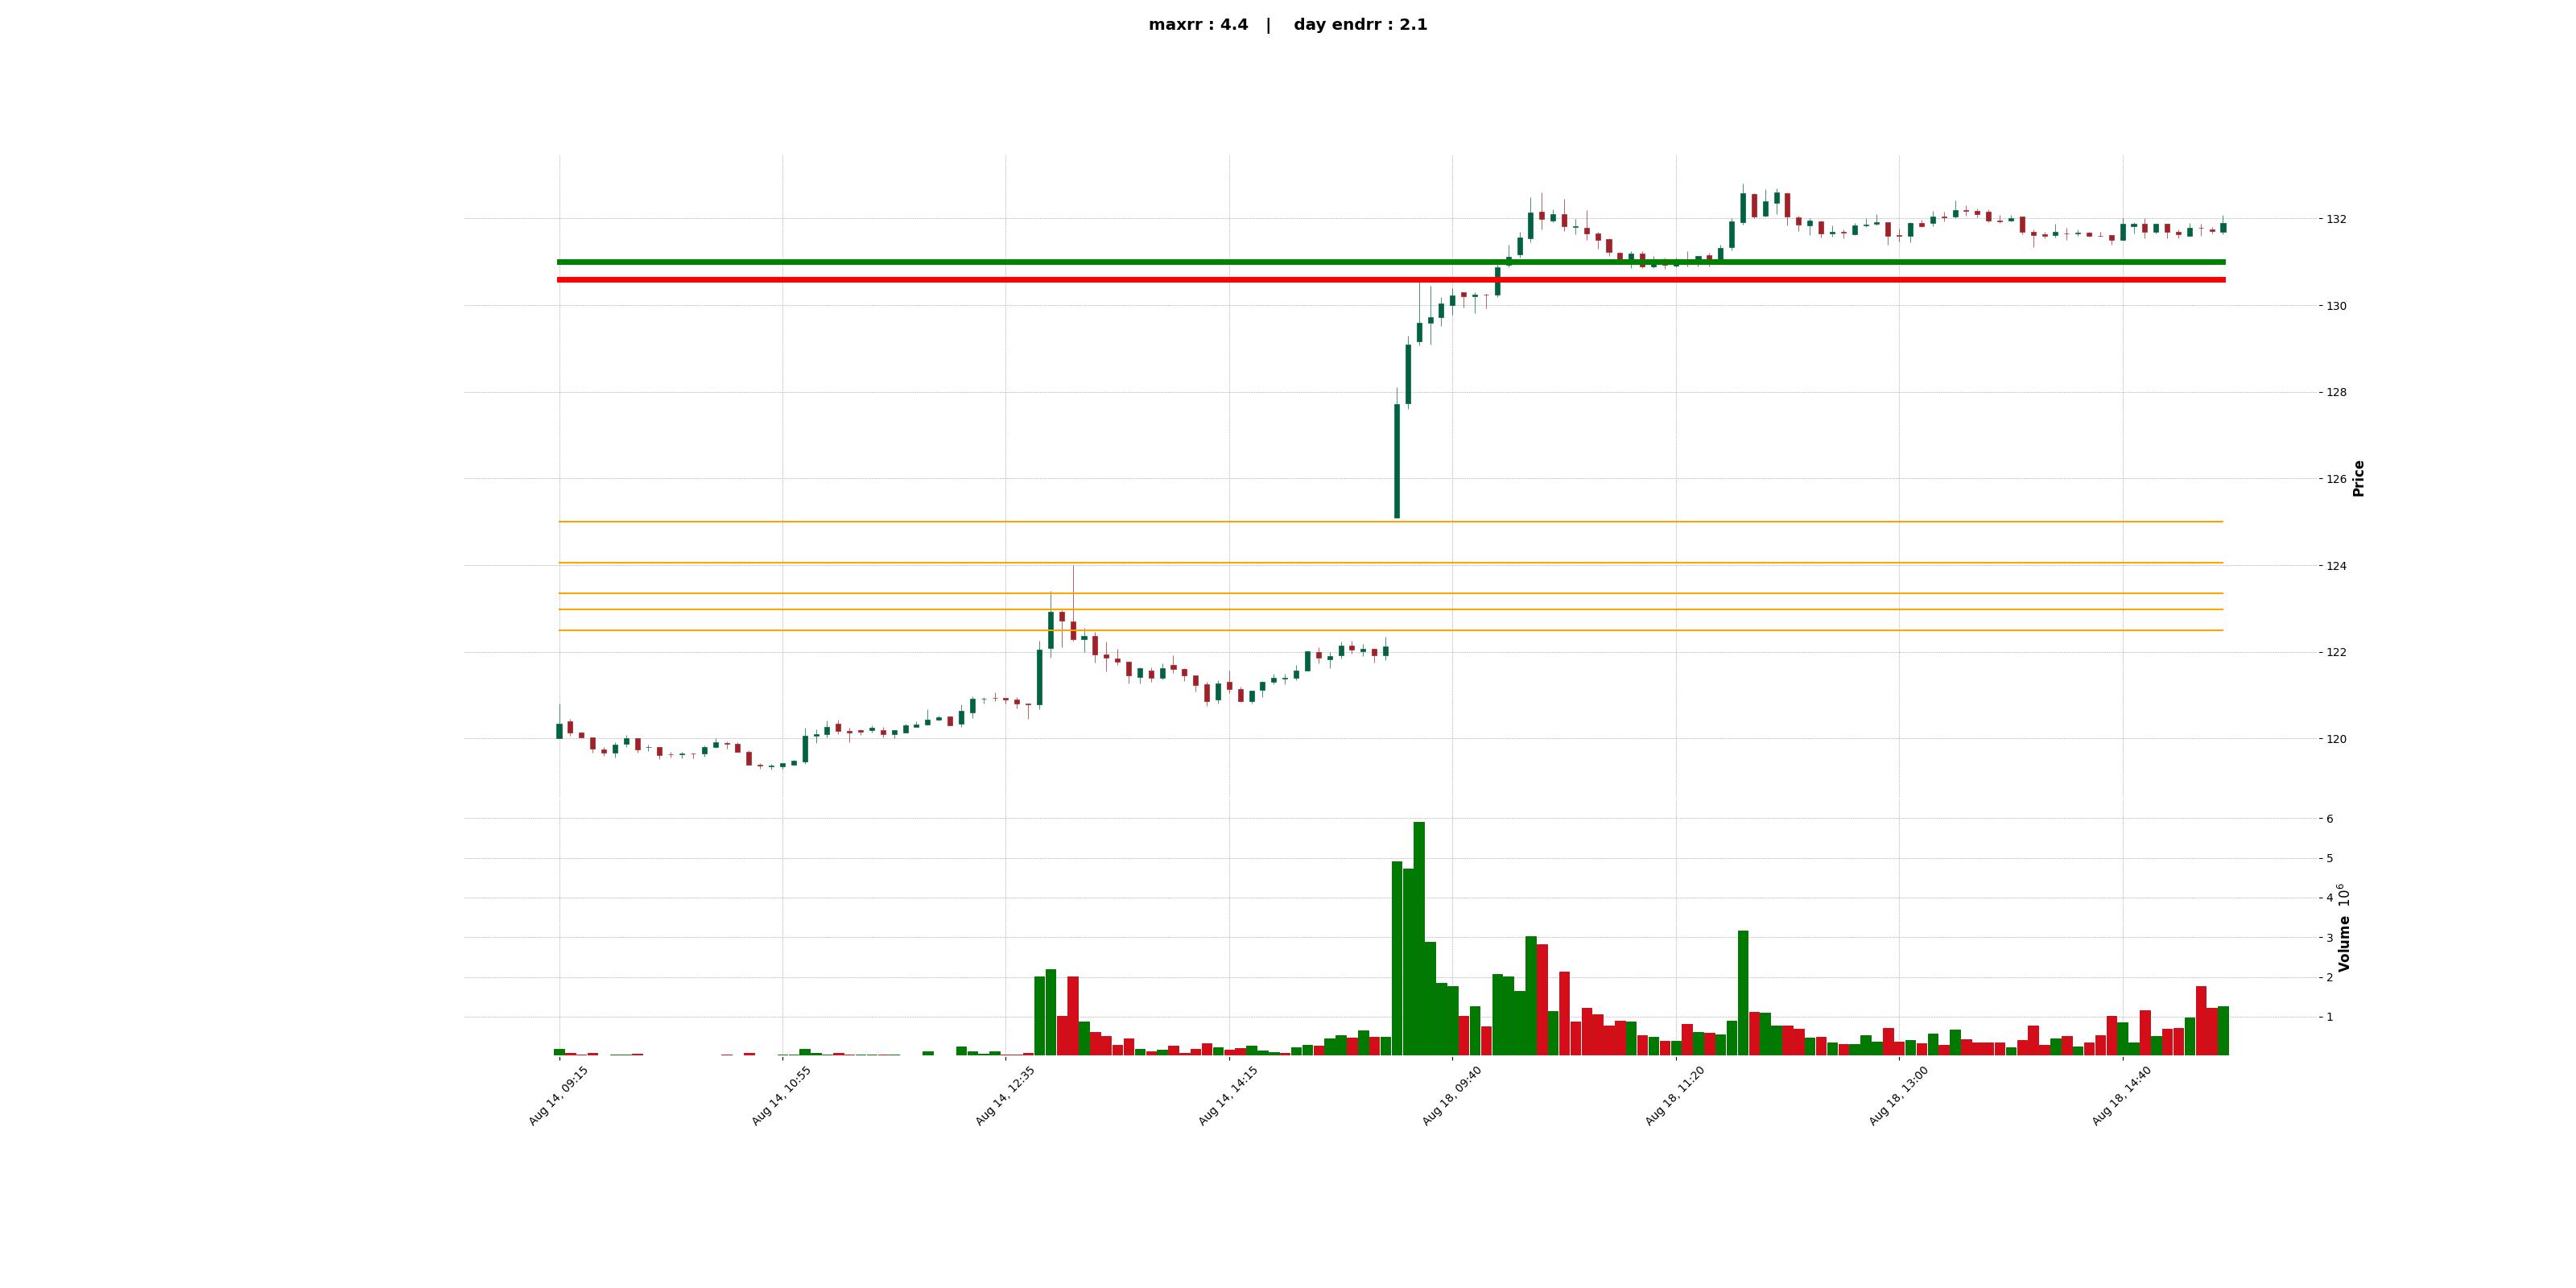 maxrr : 4.4 | day endrr : 2.1
132
130
128
126
124
122
120
Price
6
5
4
3
2
1
Volume 10^6
Aug 14, 09:15
Aug 14, 10:55
Aug 14, 12:35
Aug 14, 14:15
Aug 18, 09:40
Aug 18, 11:20
Aug 18, 13:00
Aug 18, 14:40